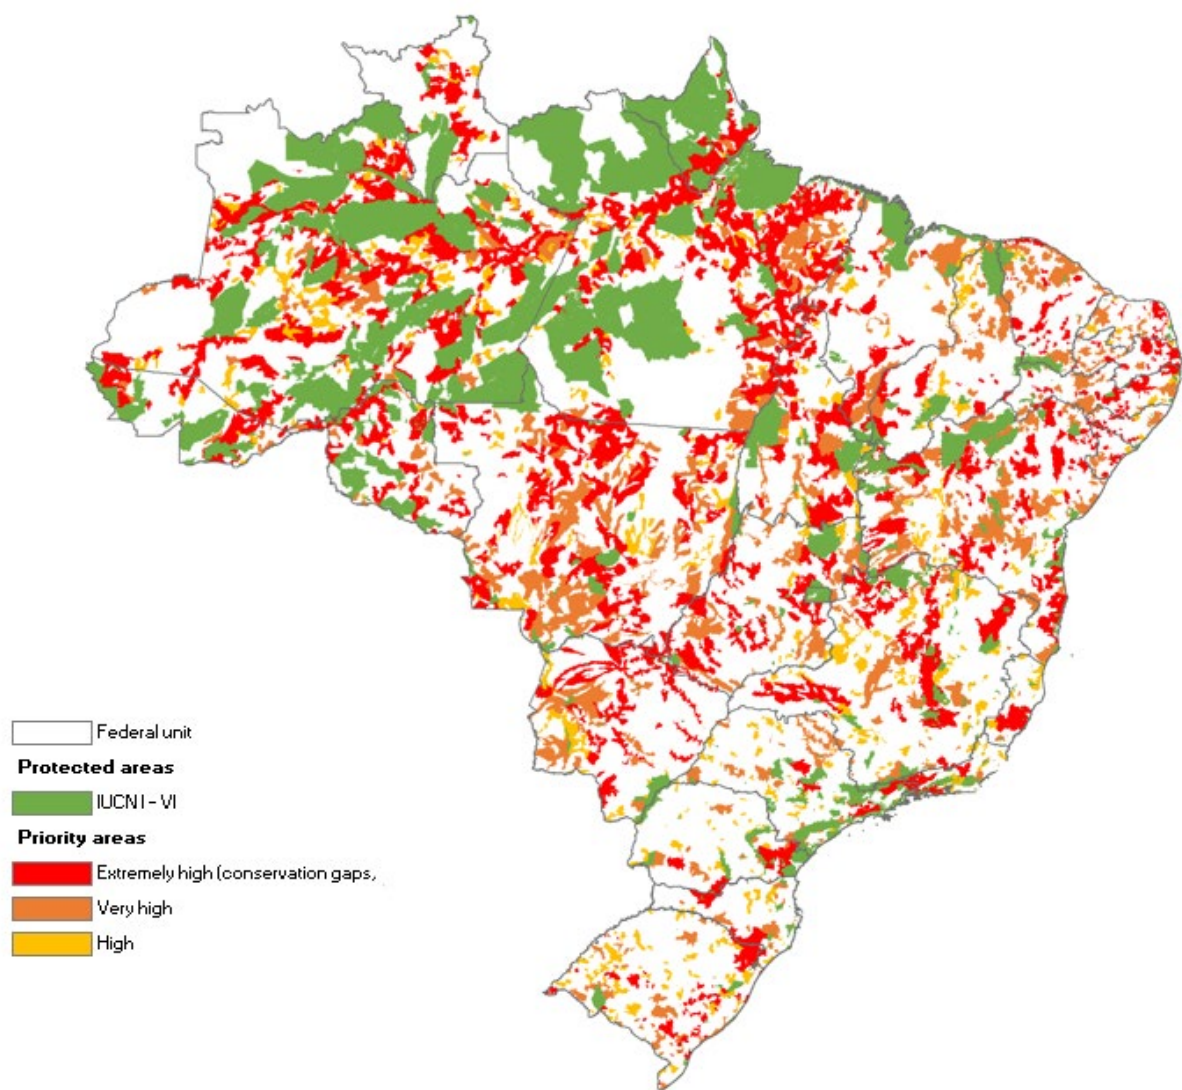 Federal unit
Protected areas
IUCN I - VI
Priority areas
Extremely high (conservation gaps,
Very high
High